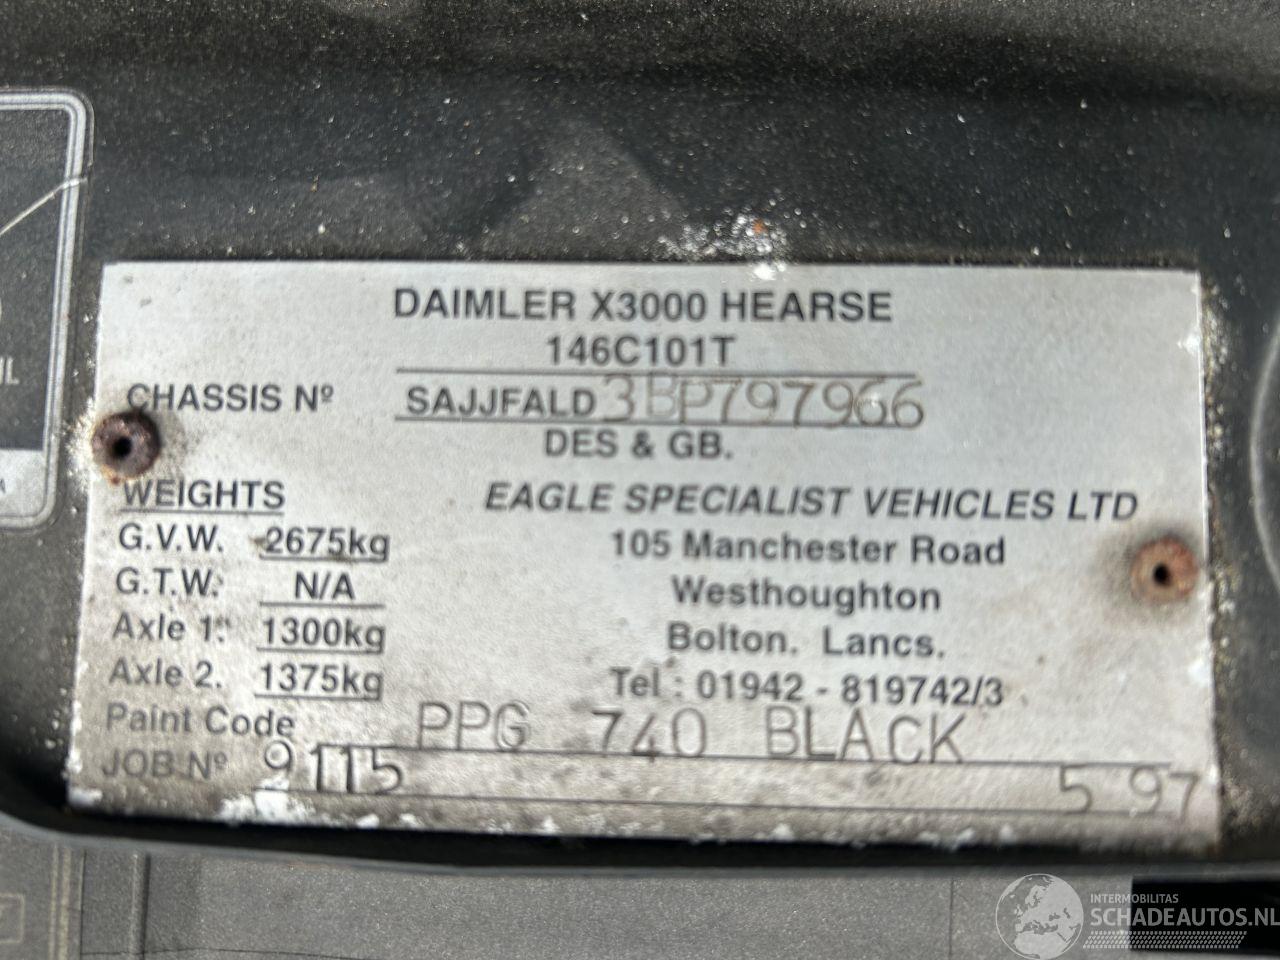 DAIMLER X3000 HEARSE
146C101T
CHASSIS Nº SAJJFALD3BP797966
DES & GB.
WEIGHTS
G.V.W. 2675kg
G.T.W. N/A
Axle 1. 1300kg
Axle 2. 1375kg
EAGLE SPECIALIST VEHICLES LTD
105 Manchester Road
Westhoughton
Bolton. Lancs.
Tel : 01942 - 819742/3
Paint Code PPG 740 BLACK
JOB Nº 9115 5 97
INTERMOBILITAS
SCHADEAUTOS.NL